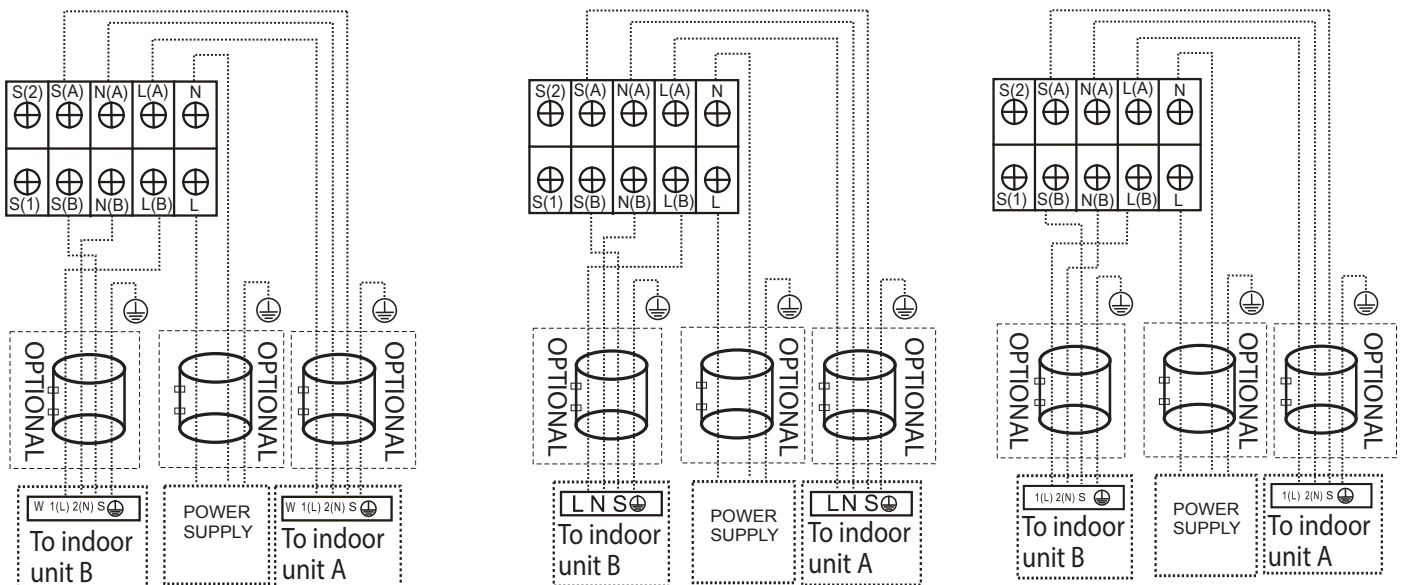 S(2) S(A) N(A) L(A) N
S(1) S(B) N(B) L(B) L
OPTIONAL
OPTIONAL
OPTIONAL
W 1(L) 2(N) S
To indoor
unit B
POWER
SUPPLY
W 1(L) 2(N) S
To indoor
unit A
S(2) S(A) N(A) L(A) N
S(1) S(B) N(B) L(B) L
OPTIONAL
OPTIONAL
OPTIONAL
L N S
To indoor
unit B
POWER
SUPPLY
L N S
To indoor
unit A
S(2) S(A) N(A) L(A) N
S(1) S(B) N(B) L(B) L
OPTIONAL
OPTIONAL
OPTIONAL
1(L) 2(N) S
To indoor
unit B
POWER
SUPPLY
1(L) 2(N) S
To indoor
unit A